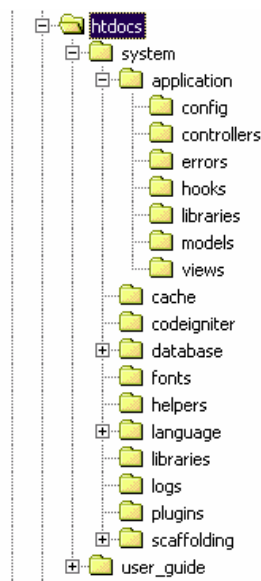 htdocs
system
application
config
controllers
errors
hooks
libraries
models
views
cache
codeigniter
database
fonts
helpers
language
libraries
logs
plugins
scaffolding
user_guide